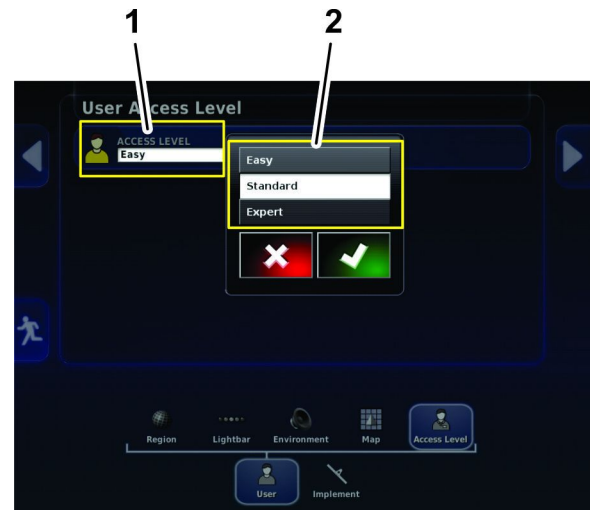 1 2
User Access Level
ACCESS LEVEL
Easy
Easy
Standard
Expert
Region Lightbar Environment Map Access Level
User Implement